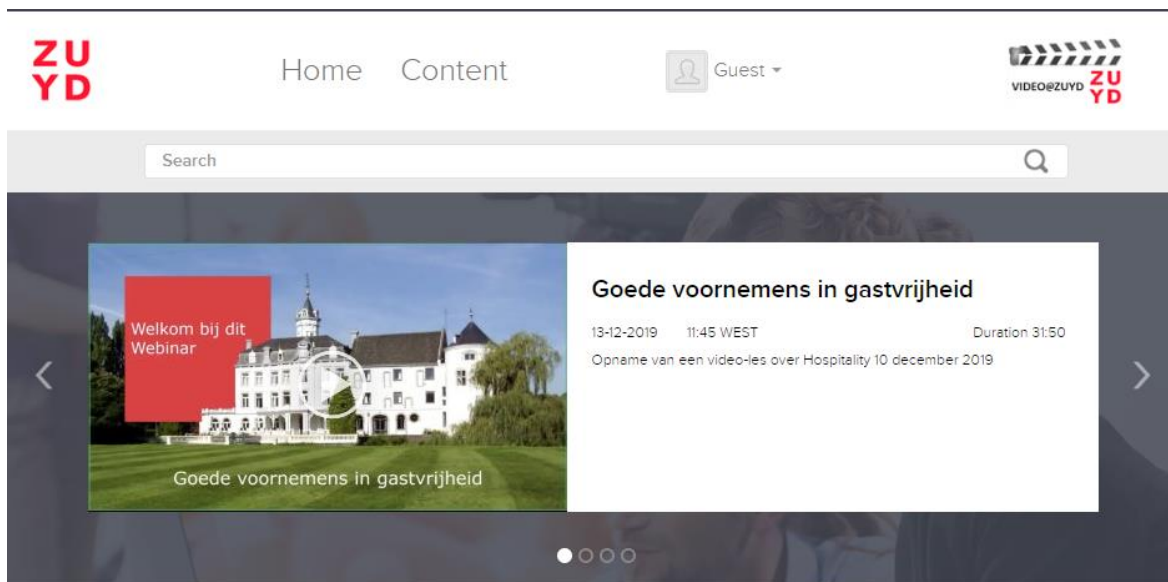 ZU
YD
Home Content
Guest
VIDEO@ZUYD
ZU
YD
Search
Welkom bij dit
Webinar
Goede voornemens in gastvrijheid
Goede voornemens in gastvrijheid
13-12-2019 11:45 WEST Duration 31:50
Opname van een video-les over Hospitality 10 december 2019